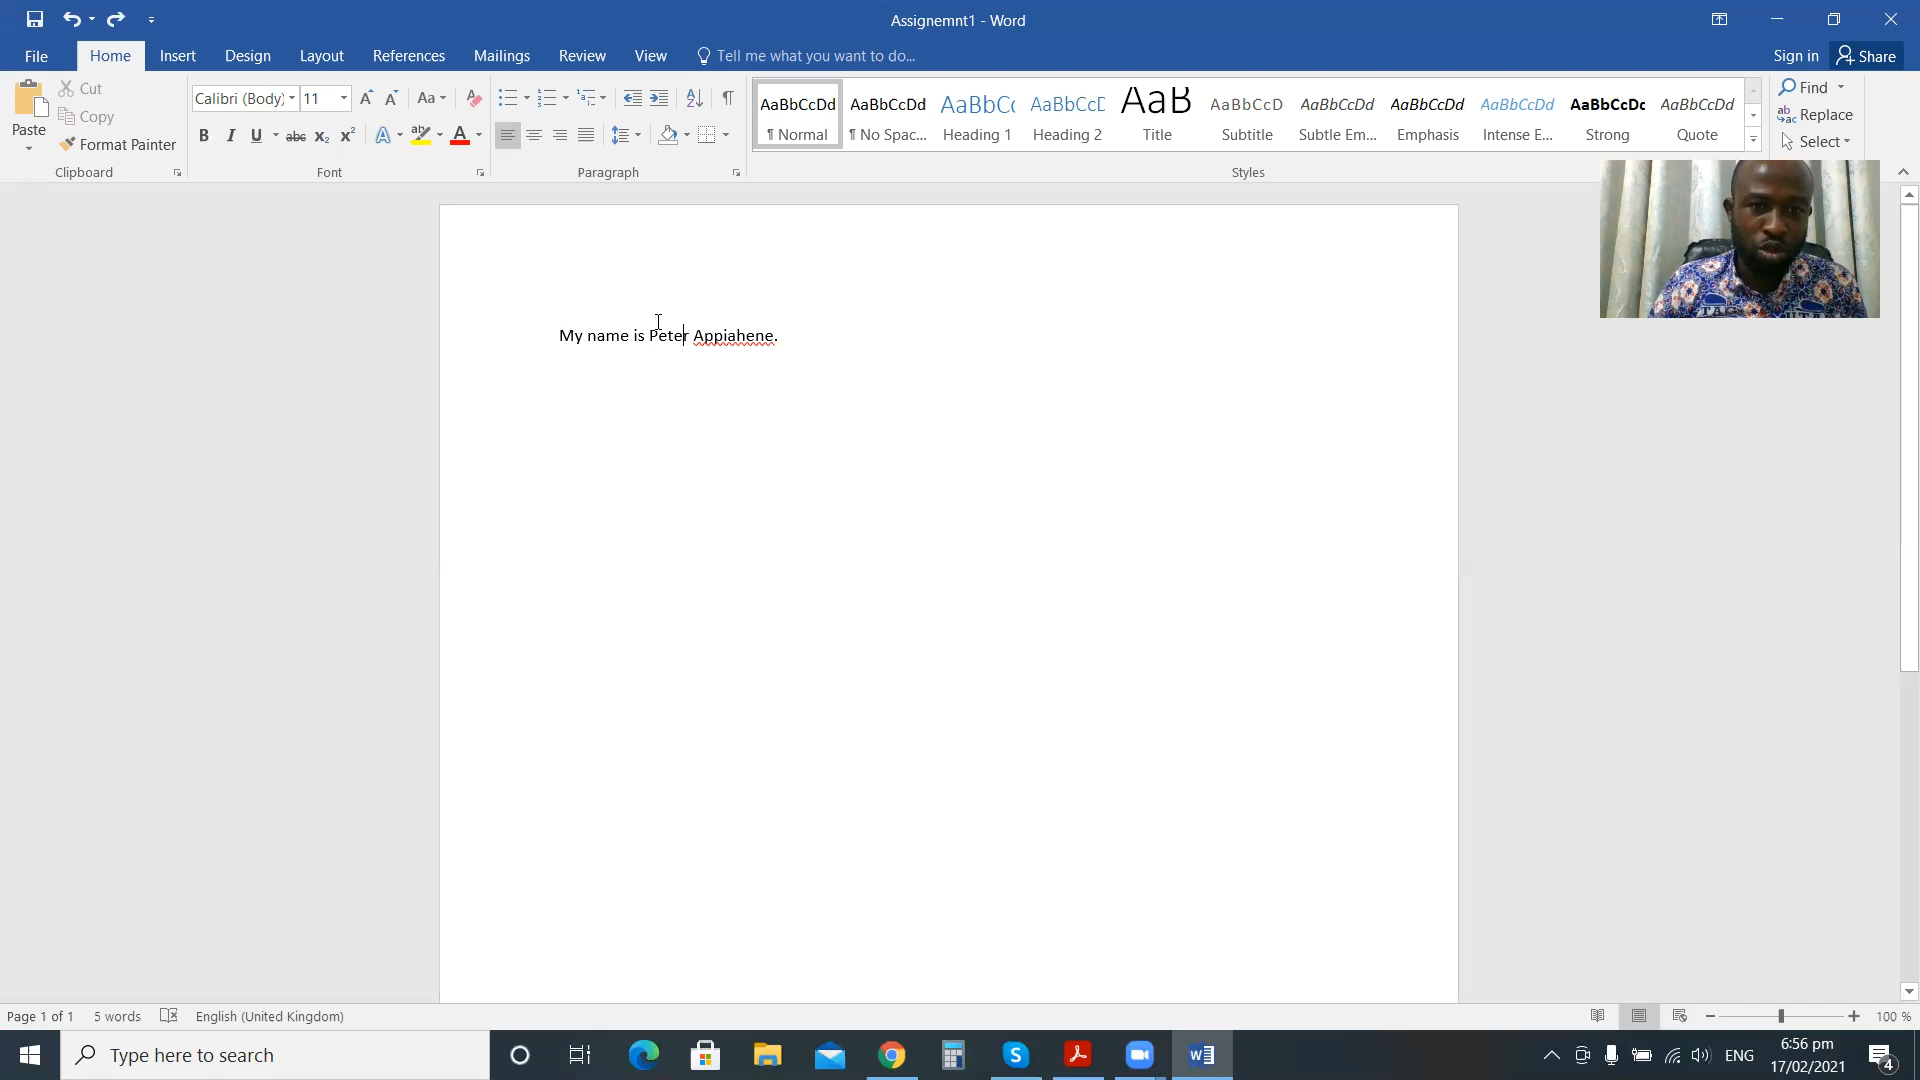 Assignemnt1 - Word
File Home Insert Design Layout References Mailings Review View Tell me what you want to do... Sign in Share
Paste Cut Copy Format Painter Clipboard
Calibri (Body) 11 Font
Paragraph
AaBbCcDd AaBbCcDd AaBbCc AaBbCcD AaB AaBbCcD AaBbCcDd AaBbCcDd AaBbCcDd AaBbCcDc AaBbCcDd
¶ Normal ¶ No Spac... Heading 1 Heading 2 Title Subtitle Subtle Em... Emphasis Intense E... Strong Quote
Styles
Find
Replace
Select
My name is Peter Appiahene.
Page 1 of 1 5 words English (United Kingdom) 100 %
Type here to search
ENG
6:56 pm
17/02/2021
4